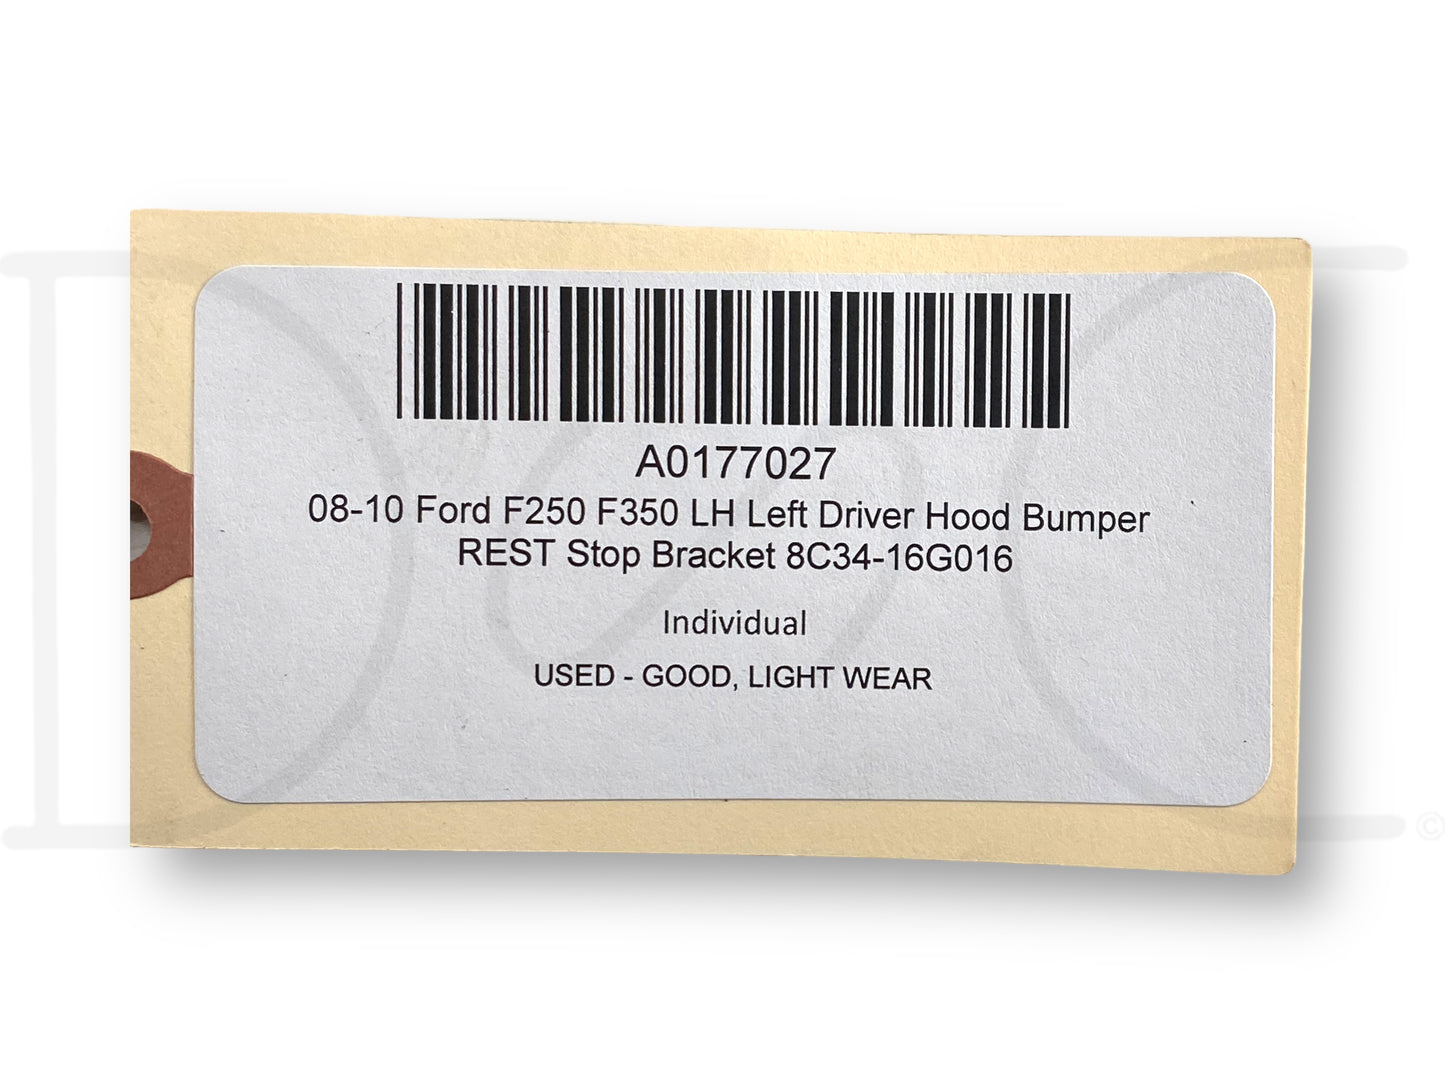 A0177027
08-10 Ford F250 F350 LH Left Driver Hood Bumper
REST Stop Bracket 8C34-16G016
Individual
USED - GOOD, LIGHT WEAR
©